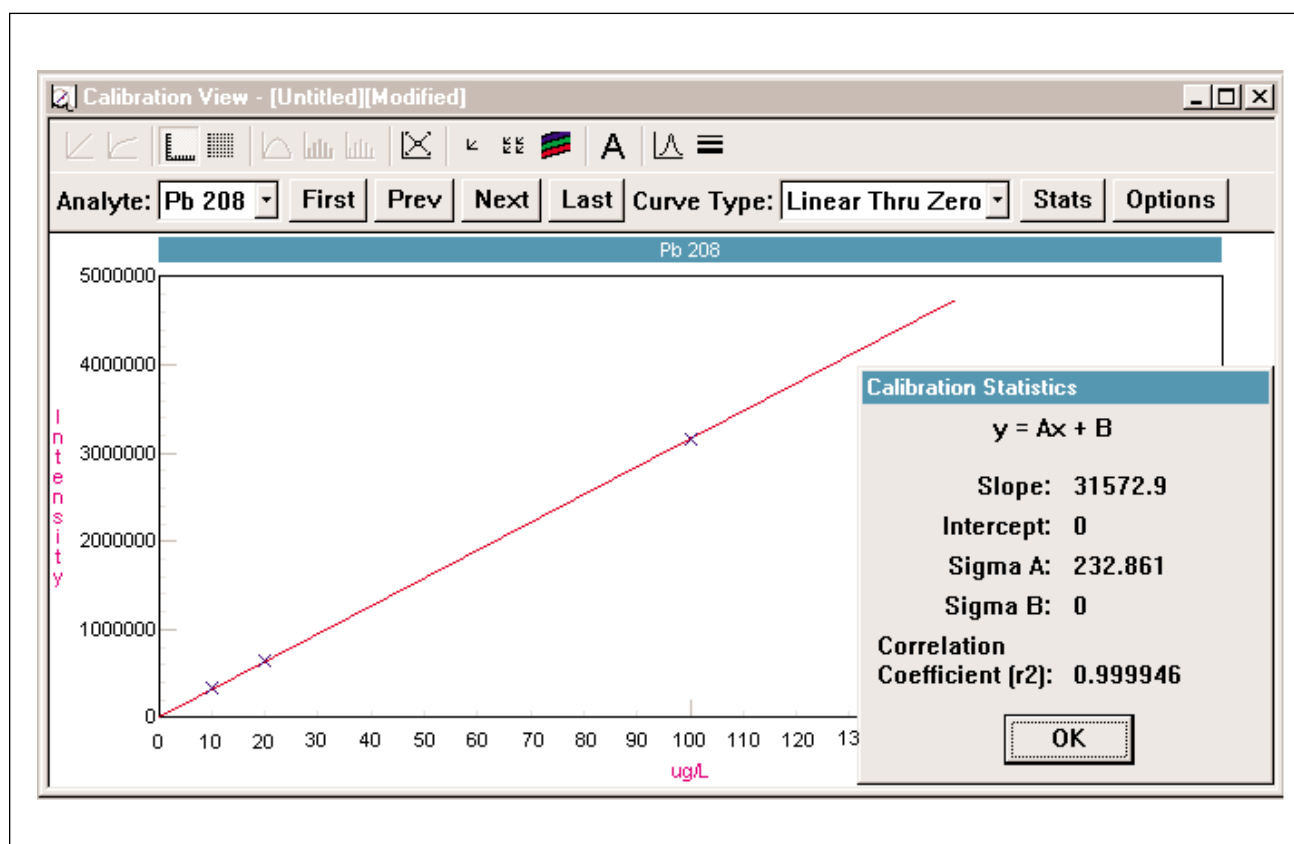 Calibration View - [Untitled][Modified]
A
Analyte: Pb 208 First Prev Next Last Curve Type: Linear Thru Zero Stats Options
Pb 208
5000000
4000000
3000000
2000000
1000000
0
Intensity
0 10 20 30 40 50 60 70 80 90 100 110 120 13
ug/L
Calibration Statistics
y = Ax + B
Slope: 31572.9
Intercept: 0
Sigma A: 232.861
Sigma B: 0
Correlation
Coefficient (r2): 0.999946
OK